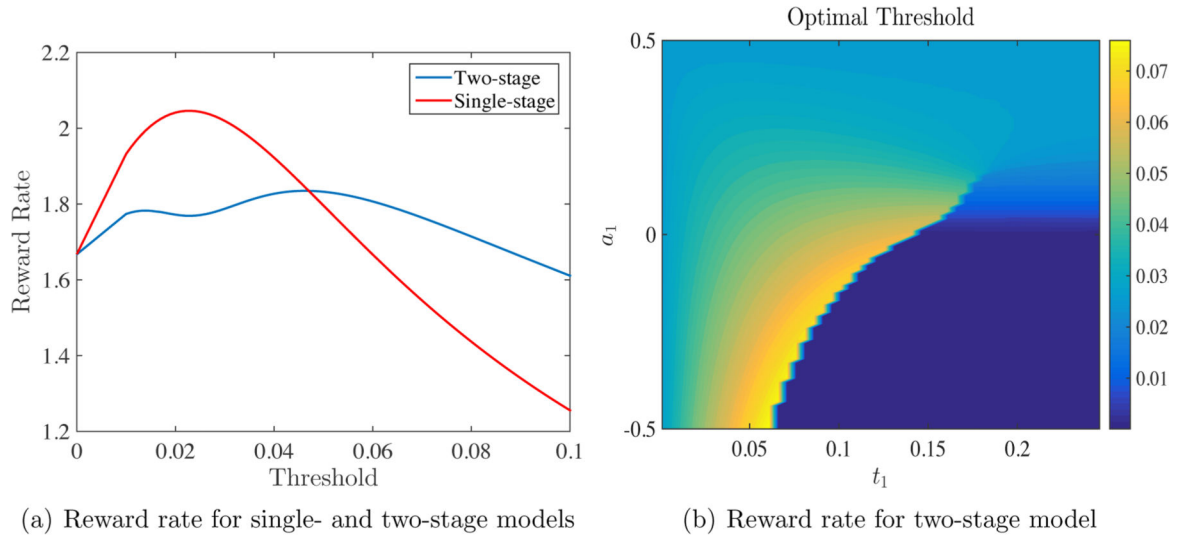 2.2
2
1.8
1.6
1.4
1.2
Reward Rate
0 0.02 0.04 0.06 0.08 0.1
Threshold
Two-stage
Single-stage
(a) Reward rate for single- and two-stage models
Optimal Threshold
0.5
0
-0.5
a₁
0.05 0.1 0.15 0.2
t₁
0.07
0.06
0.05
0.04
0.03
0.02
0.01
(b) Reward rate for two-stage model